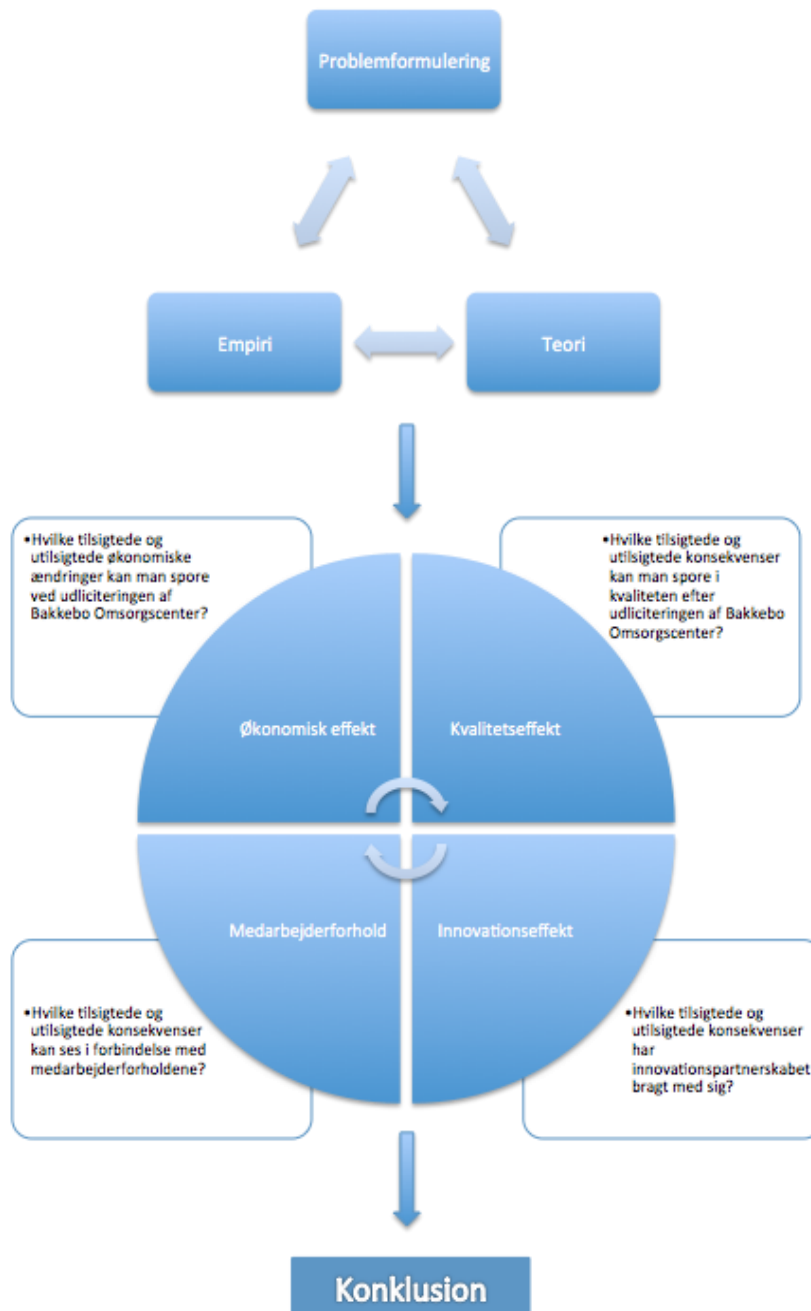 Problemformulering
Empiri
Teori
•Hvilke tilsigtede og
utilsigtede økonomiske
ændringer kan man spore
ved udliciteringen af
Bakkebo Omsorgscenter?
•Hvilke tilsigtede og
utilsigtede konsekvenser
kan man spore i
kvaliteten efter
udliciteringen af Bakkebo
Omsorgscenter?
Økonomisk effekt
Kvalitetseffekt
Medarbejderforhold
Innovationseffekt
•Hvilke tilsigtede og
utilsigtede konsekvenser
kan ses i forbindelse med
medarbejderforholdene?
•Hvilke tilsigtede og
utilsigtede konsekvenser
har
innovationspartnerskabet
bragt med sig?
Konklusion